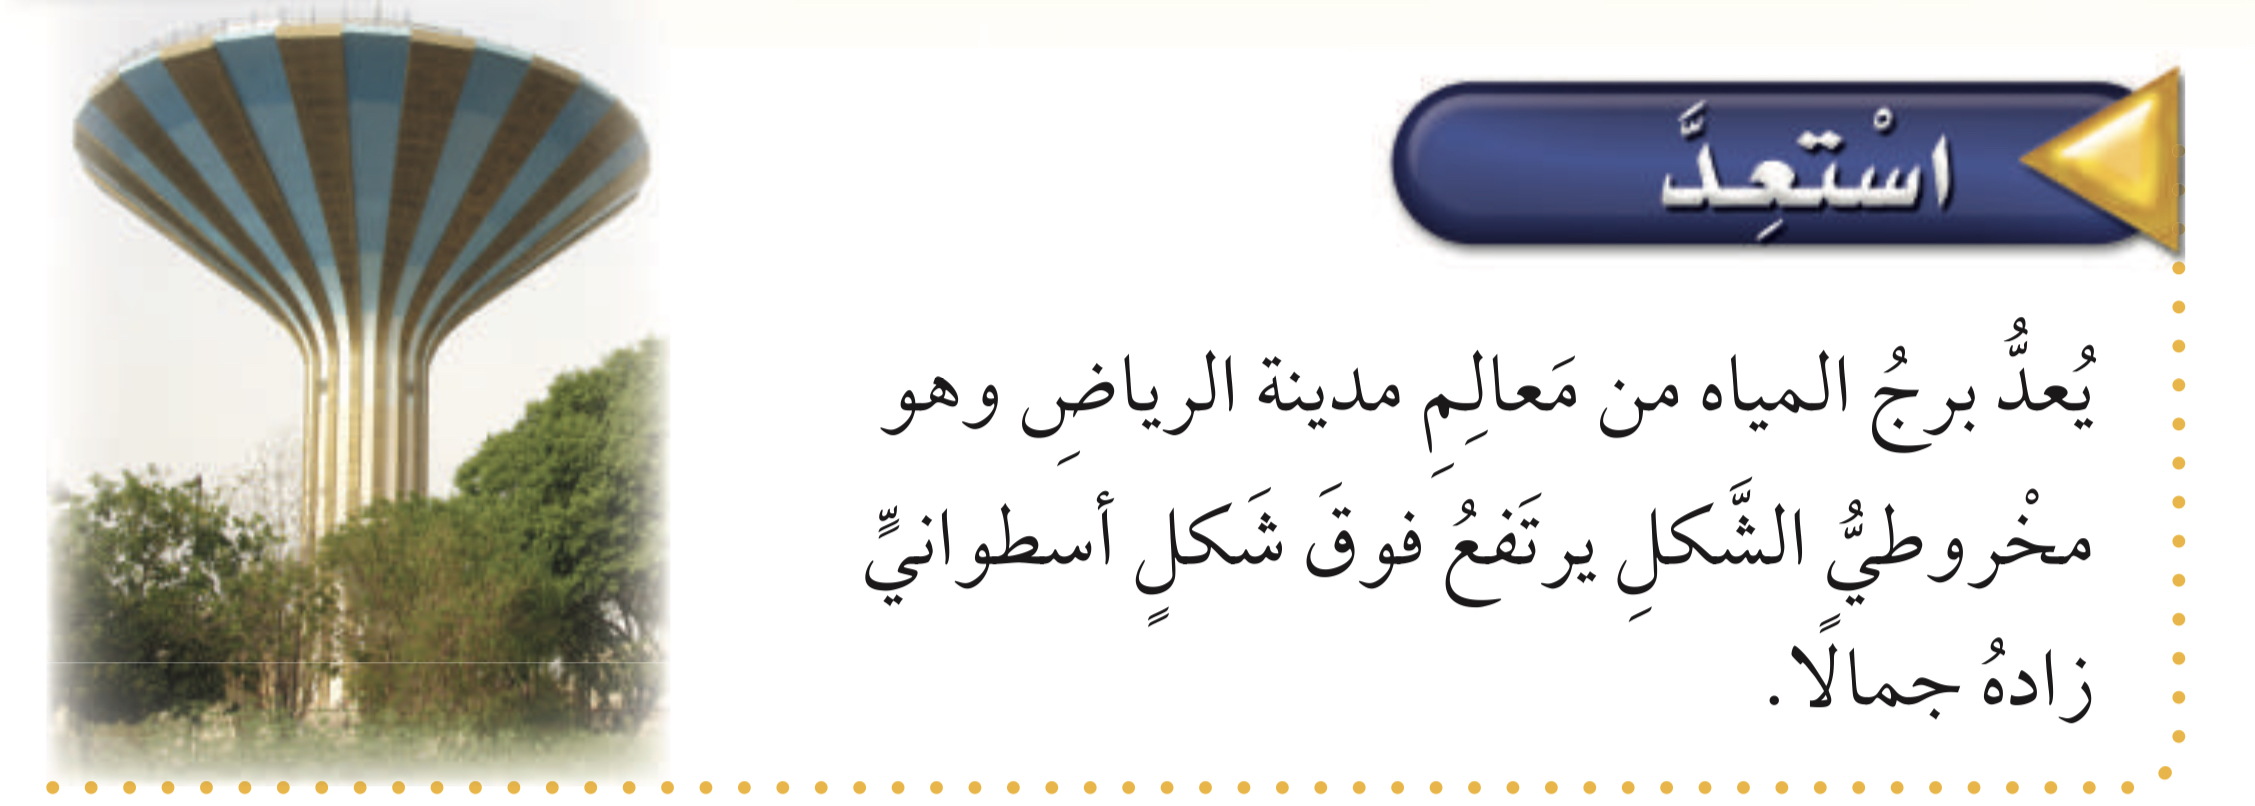 اسْتَعِدَّ
يُعدُّ برجُ المياه من مَعالِمِ مدينة الرياضِ وهو
مخْروطيُّ الشَّكلِ يرتَفعُ فوقَ شَكلٍ أسطوانيٍّ
زادهُ جمالًا .